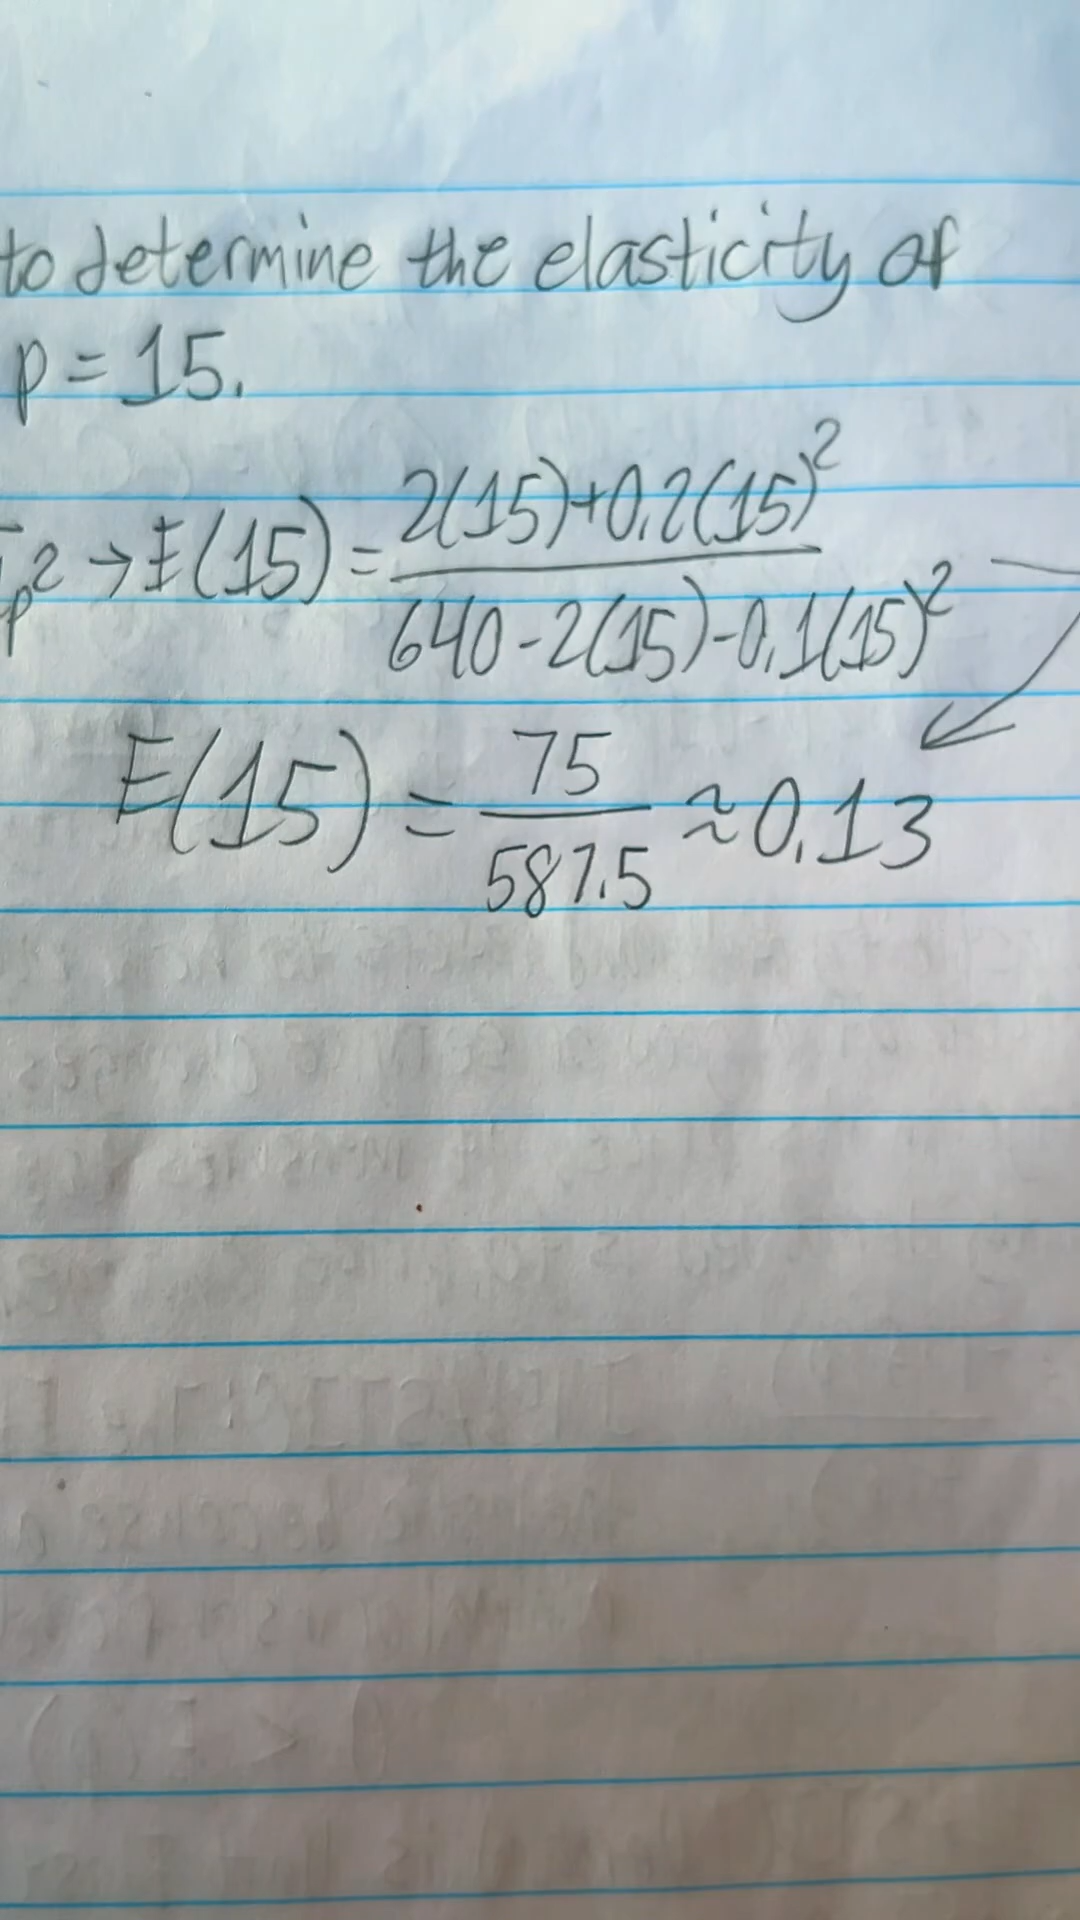 to determine the elasticity of
p = 15.
p² → E(15) = 2(15)+0.2(15)² / 640-2(15)-0.1(15)²
E(15) = 75 / 587.5 ≈ 0.13